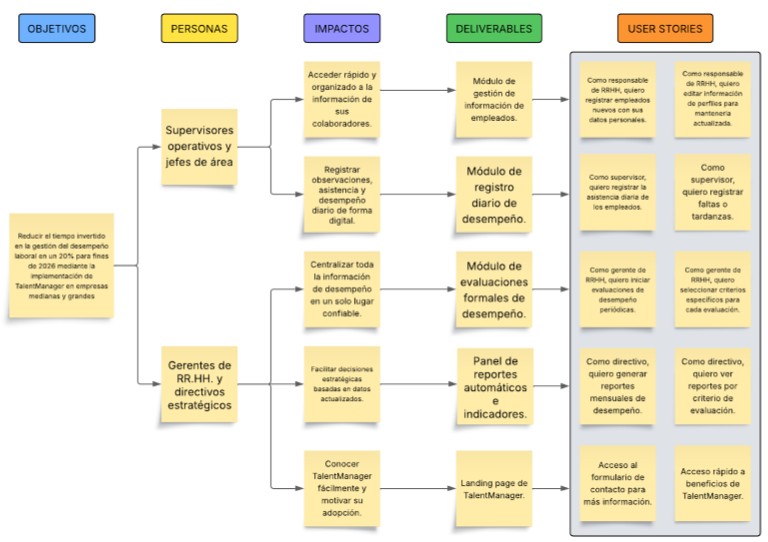 OBJETIVOS
PERSONAS
IMPACTOS
DELIVERABLES
USER STORIES
Reducir el tiempo invertido
en la gestión del desempeño
laboral en un 20% para fines
de 2026 mediante la
implementación de
TalentManager en empresas
medianas y grandes
Supervisores
operativos y
jefes de área
Gerentes de
RR.HH. y
directivos
estratégicos
Acceder rápido y
organizado a la
información de
sus
colaboradores.
Registrar
observaciones,
asistencia y
desempeño
diario de forma
digital.
Centralizar toda
la información
de desempeño
en un solo lugar
confiable.
Facilitar decisiones
estratégicas
basadas en datos
actualizados.
Conocer
TalentManager
fácilmente y
motivar su
adopción.
Módulo de
gestión de
información de
empleados.
Módulo de
registro
diario de
desempeño.
Módulo de
evaluaciones
formales de
desempeño.
Panel de
reportes
automáticos
e
indicadores.
Landing page de
TalentManager.
Como responsable
de RRHH, quiero
registrar empleados
nuevos con sus
datos personales.
Como responsable
de RRHH, quiero
editar información
de perfiles para
mantenerla
actualizada.
Como supervisor,
quiero registrar la
asistencia diaria de
los empleados.
Como
supervisor,
quiero registrar
faltas o
tardanzas.
Como gerente de
RRHH, quiero iniciar
evaluaciones de
desempeño
periódicas.
Como gerente de
RRHH, quiero
seleccionar criterios
específicos para
cada evaluación.
Como directivo,
quiero generar
reportes
mensuales de
desempeño.
Como directivo,
quiero ver
reportes por
criterio de
evaluación.
Acceso al
formulario de
contacto para
más información.
Acceso rápido a
beneficios de
TalentManager.